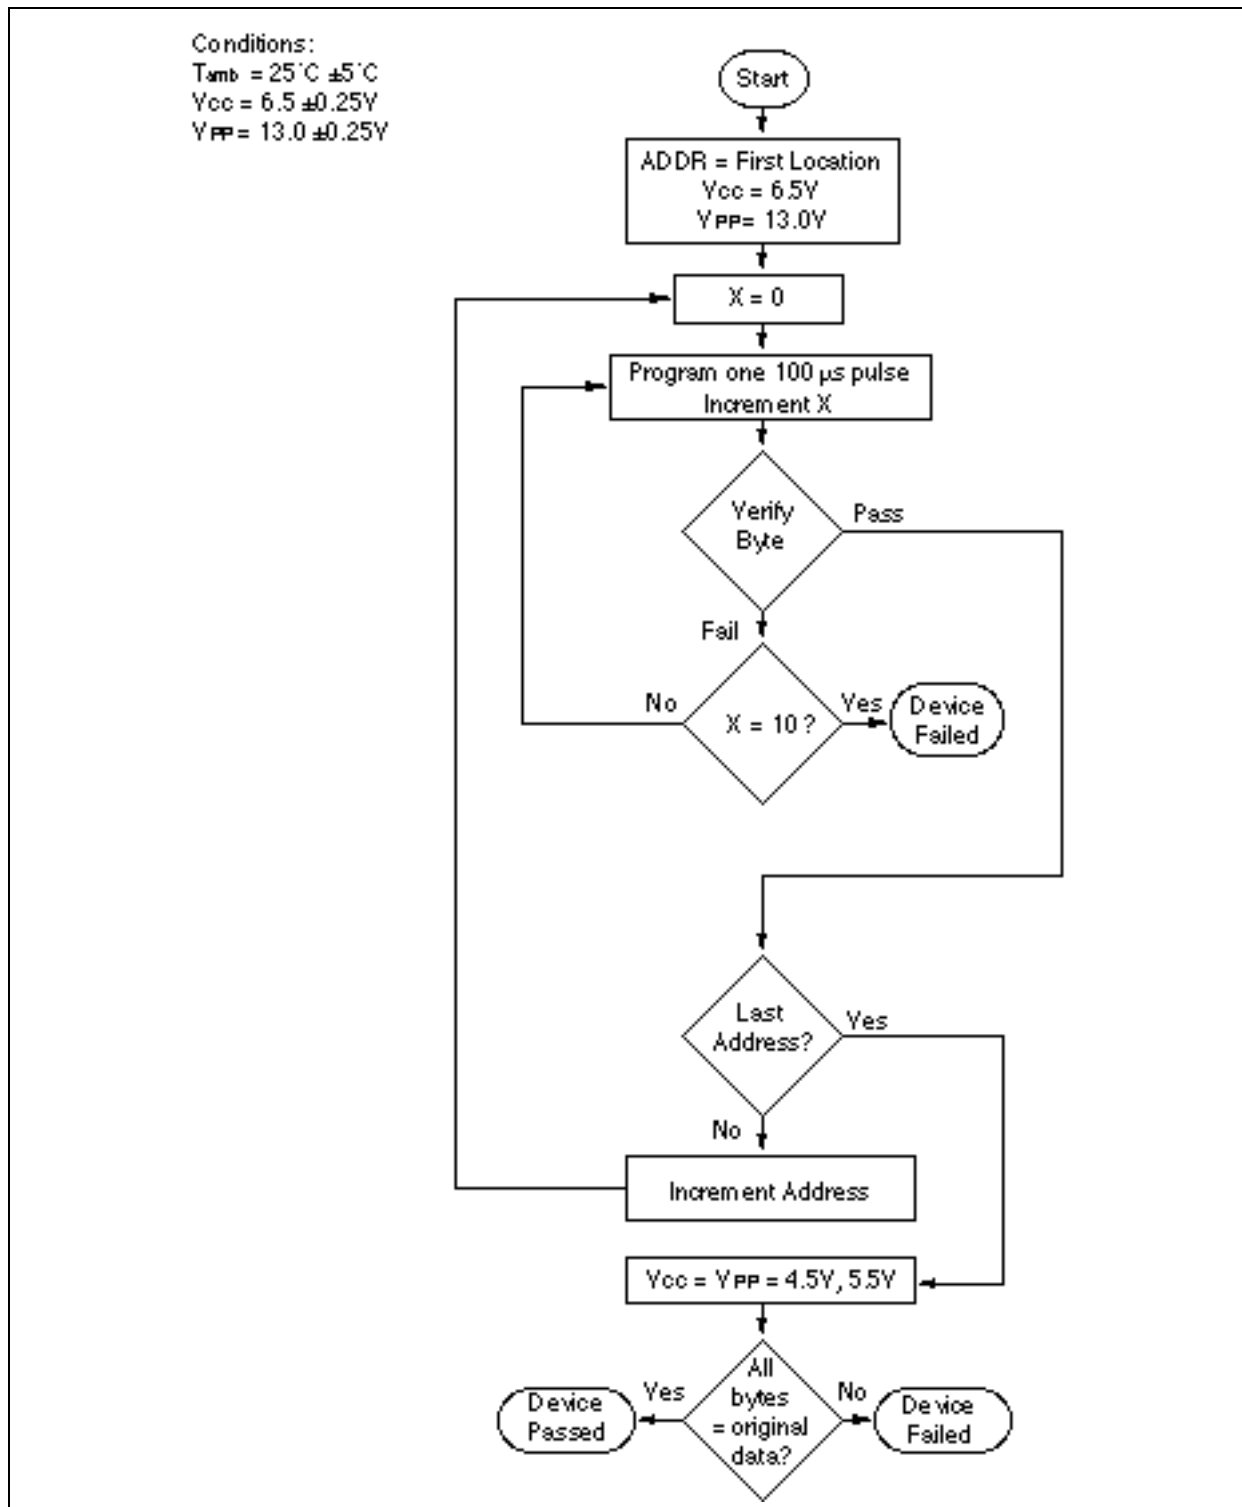 Conditions:
Tamb = 25˚C ±5˚C
Vcc = 6.5 ±0.25V
VPP = 13.0 ±0.25V
Start
ADDR = First Location
Vcc = 6.5V
VPP = 13.0V
X = 0
Program one 100 µs pulse
Increment X
Verify
Byte
Pass
Fail
No
X = 10 ?
Yes
Device
Failed
Last
Address?
Yes
No
Increment Address
Vcc = VPP = 4.5V, 5.5V
Device
Passed
Yes
All
bytes
= original
data?
No
Device
Failed